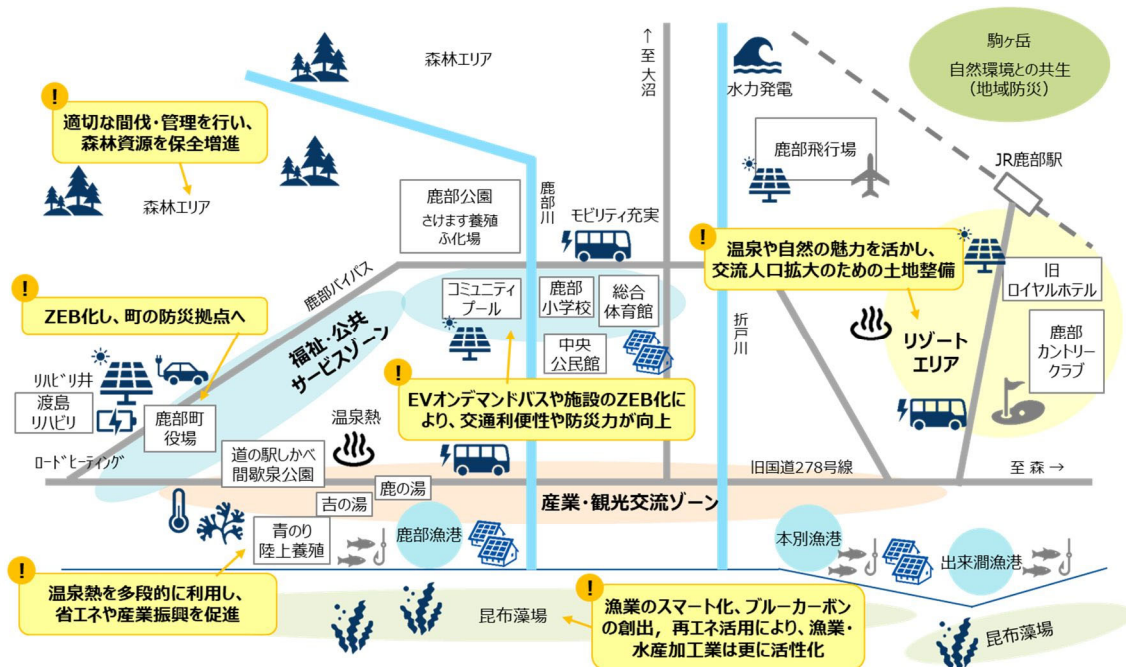 森林エリア
↑至大沼
水力発電
駒ヶ岳
自然環境との共生
（地域防災）
!
適切な間伐・管理を行い、
森林資源を保全増進
森林エリア
鹿部公園
さけます養殖
ふ化場
鹿部川
モビリティ充実
鹿部飛行場
JR鹿部駅
!
温泉や自然の魅力を活かし、
交流人口拡大のための土地整備
旧
ロイヤルホテル
鹿部バイパス
!
ZEB化し、町の防災拠点へ
福祉・公共
サービスゾーン
コミュニティ
プール
鹿部
小学校
総合
体育館
中央
公民館
折戸川
リゾート
エリア
鹿部
カントリー
クラブ
!
EVオンデマンドバスや施設のZEB化に
より、交通利便性や防災力が向上
リハビリ井
渡島
リハビリ
鹿部町
役場
ロードヒーティング
道の駅しかべ
間歇泉公園
温泉熱
旧国道278号線
至 森 →
鹿の湯
吉の湯
産業・観光交流ゾーン
青のり
陸上養殖
鹿部漁港
本別漁港
出来澗漁港
!
温泉熱を多段的に利用し、
省エネや産業振興を促進
昆布藻場
!
漁業のスマート化、ブルーカーボン
の創出，再エネ活用により、漁業・
水産加工業は更に活性化
昆布藻場